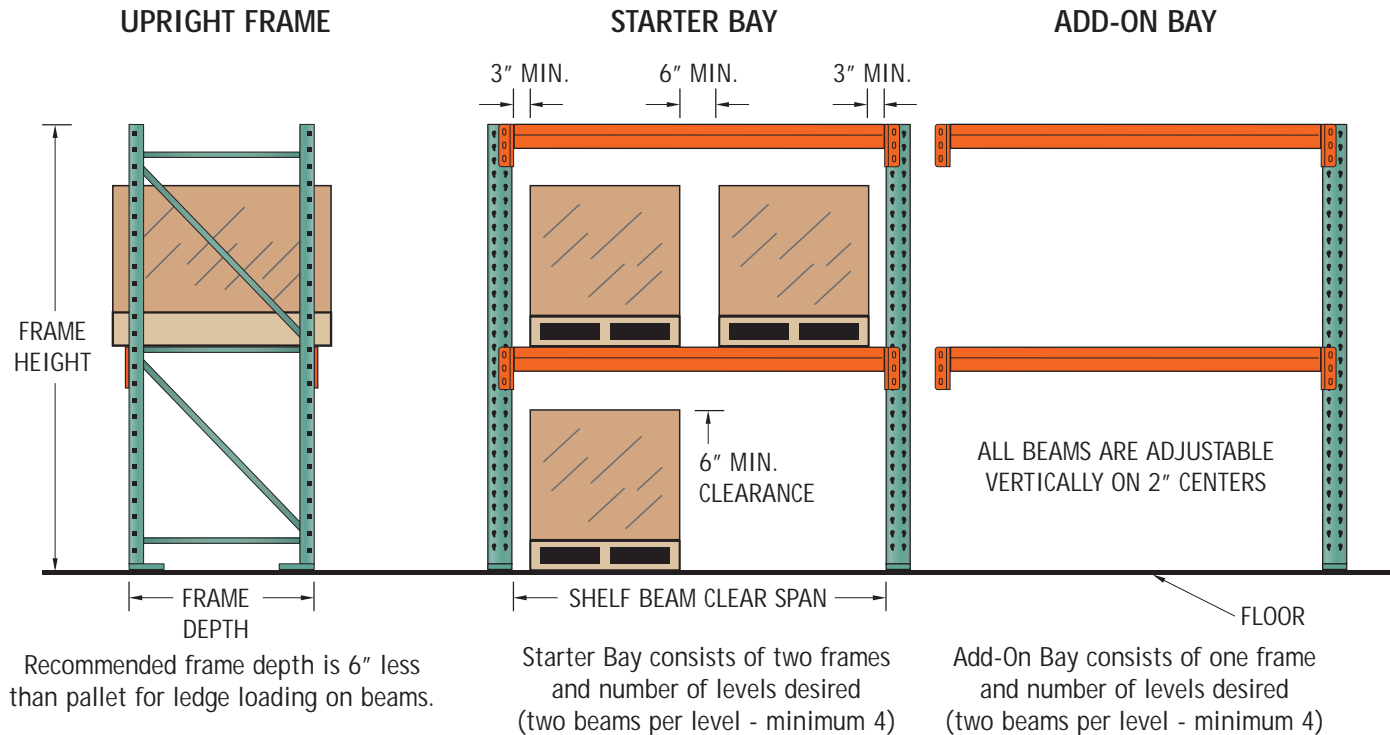 UPRIGHT FRAME
STARTER BAY
ADD-ON BAY
3” MIN.
6” MIN.
3” MIN.
FRAME
HEIGHT
6” MIN.
CLEARANCE
ALL BEAMS ARE ADJUSTABLE
VERTICALLY ON 2” CENTERS
FRAME
DEPTH
SHELF BEAM CLEAR SPAN
FLOOR
Recommended frame depth is 6” less
than pallet for ledge loading on beams.
Starter Bay consists of two frames
and number of levels desired
(two beams per level - minimum 4)
Add-On Bay consists of one frame
and number of levels desired
(two beams per level - minimum 4)